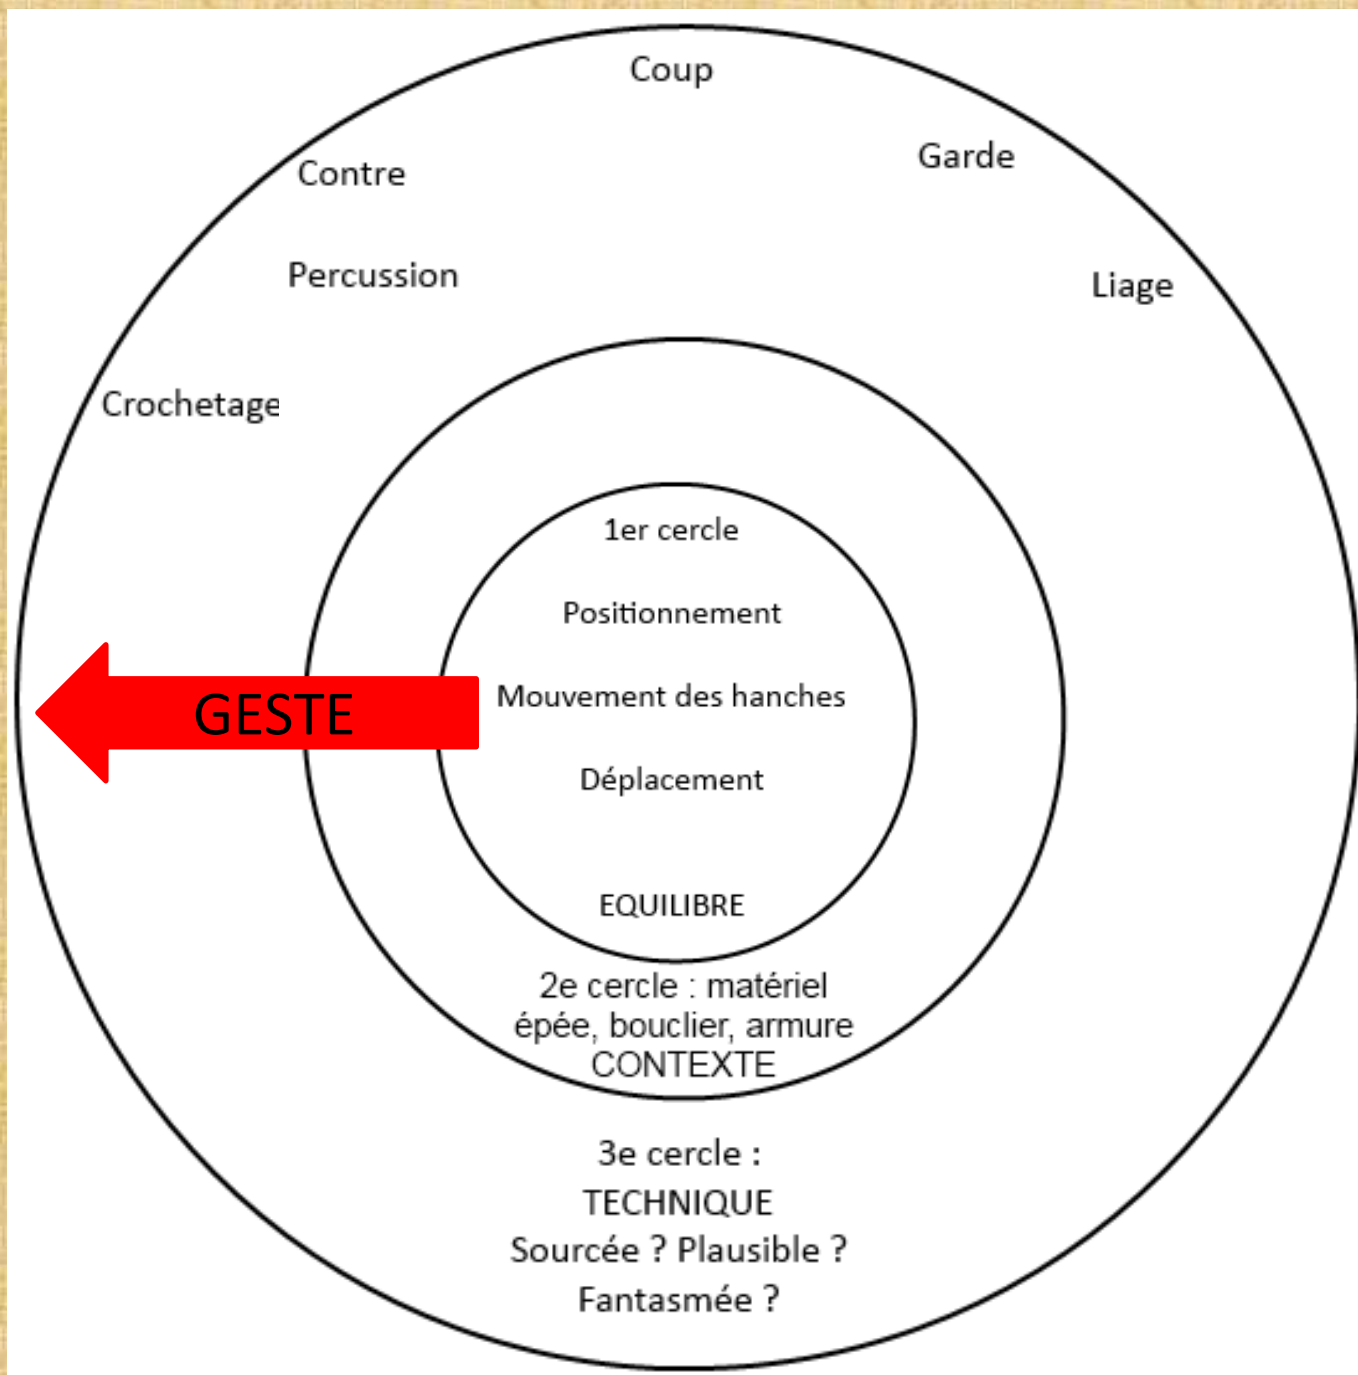 Coup
Garde
Contre
Percussion
Liage
Crochetage
1er cercle
Positionnement
Mouvement des hanches
GESTE
Déplacement
EQUILIBRE
2e cercle : matériel
épée, bouclier, armure
CONTEXTE
3e cercle :
TECHNIQUE
Sourcée ? Plausible ?
Fantasmée ?